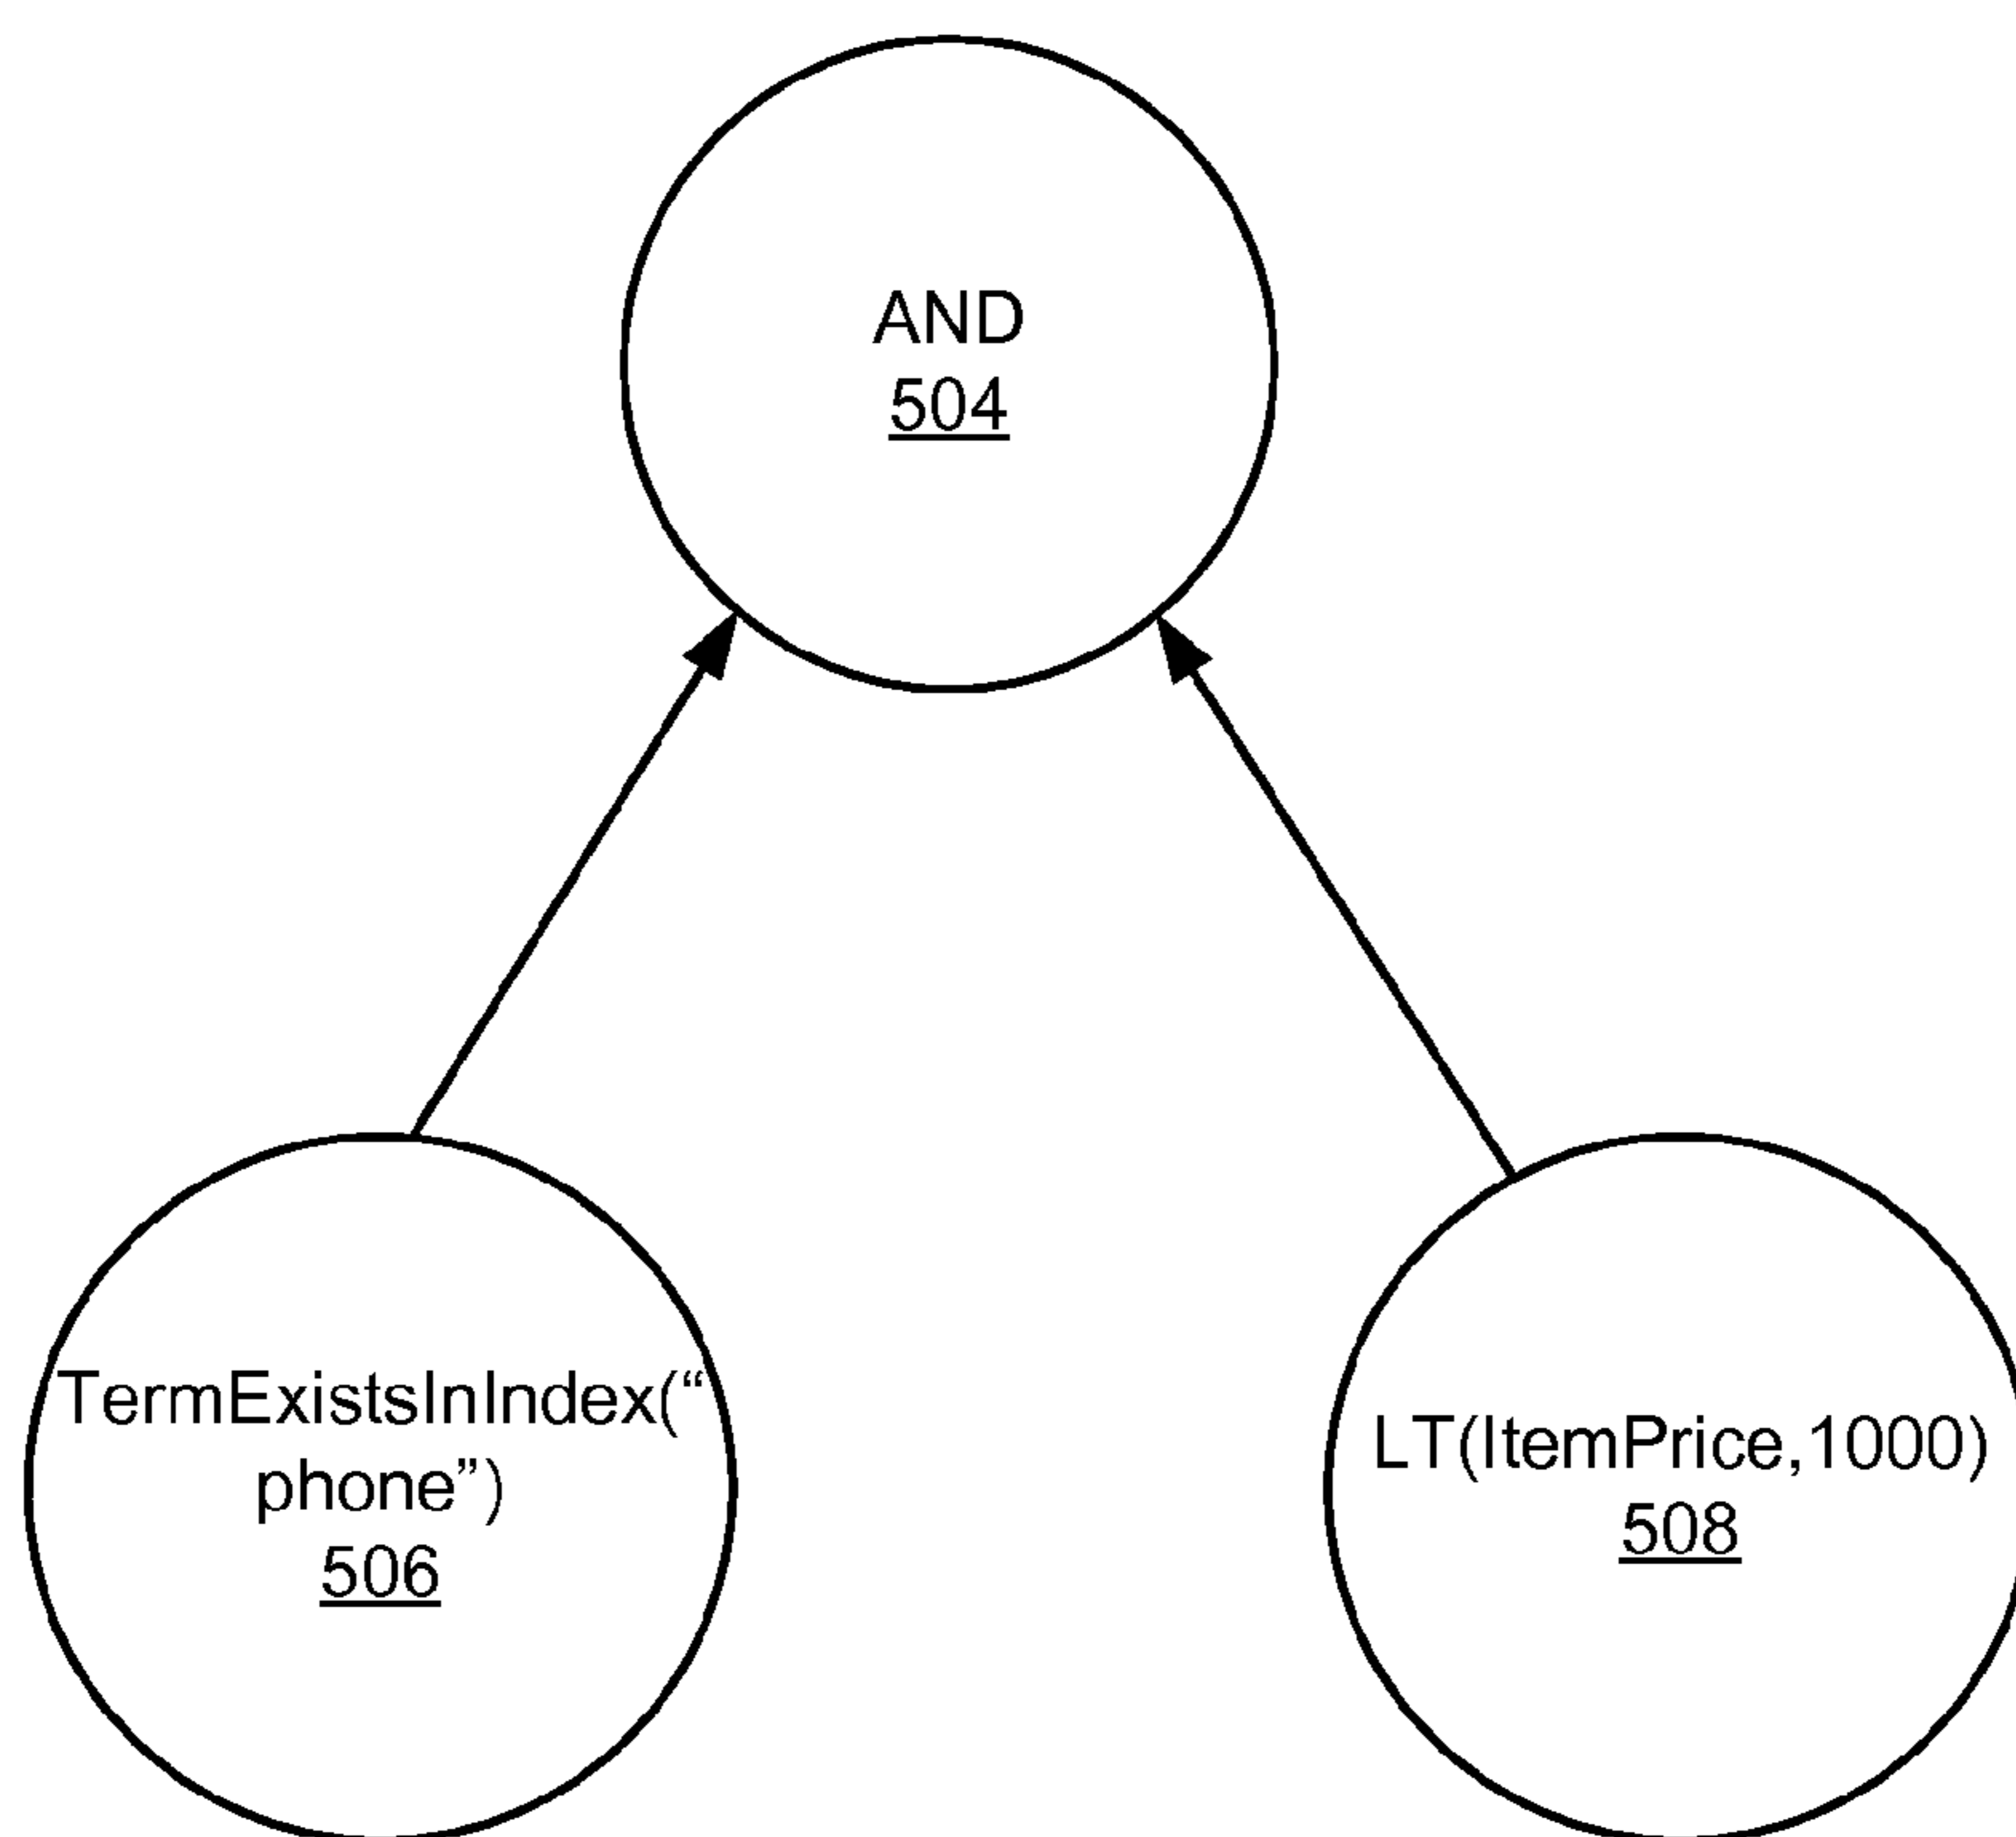 AND
504
TermExistsInIndex(“
phone”)
506
LT(ItemPrice,1000)
508